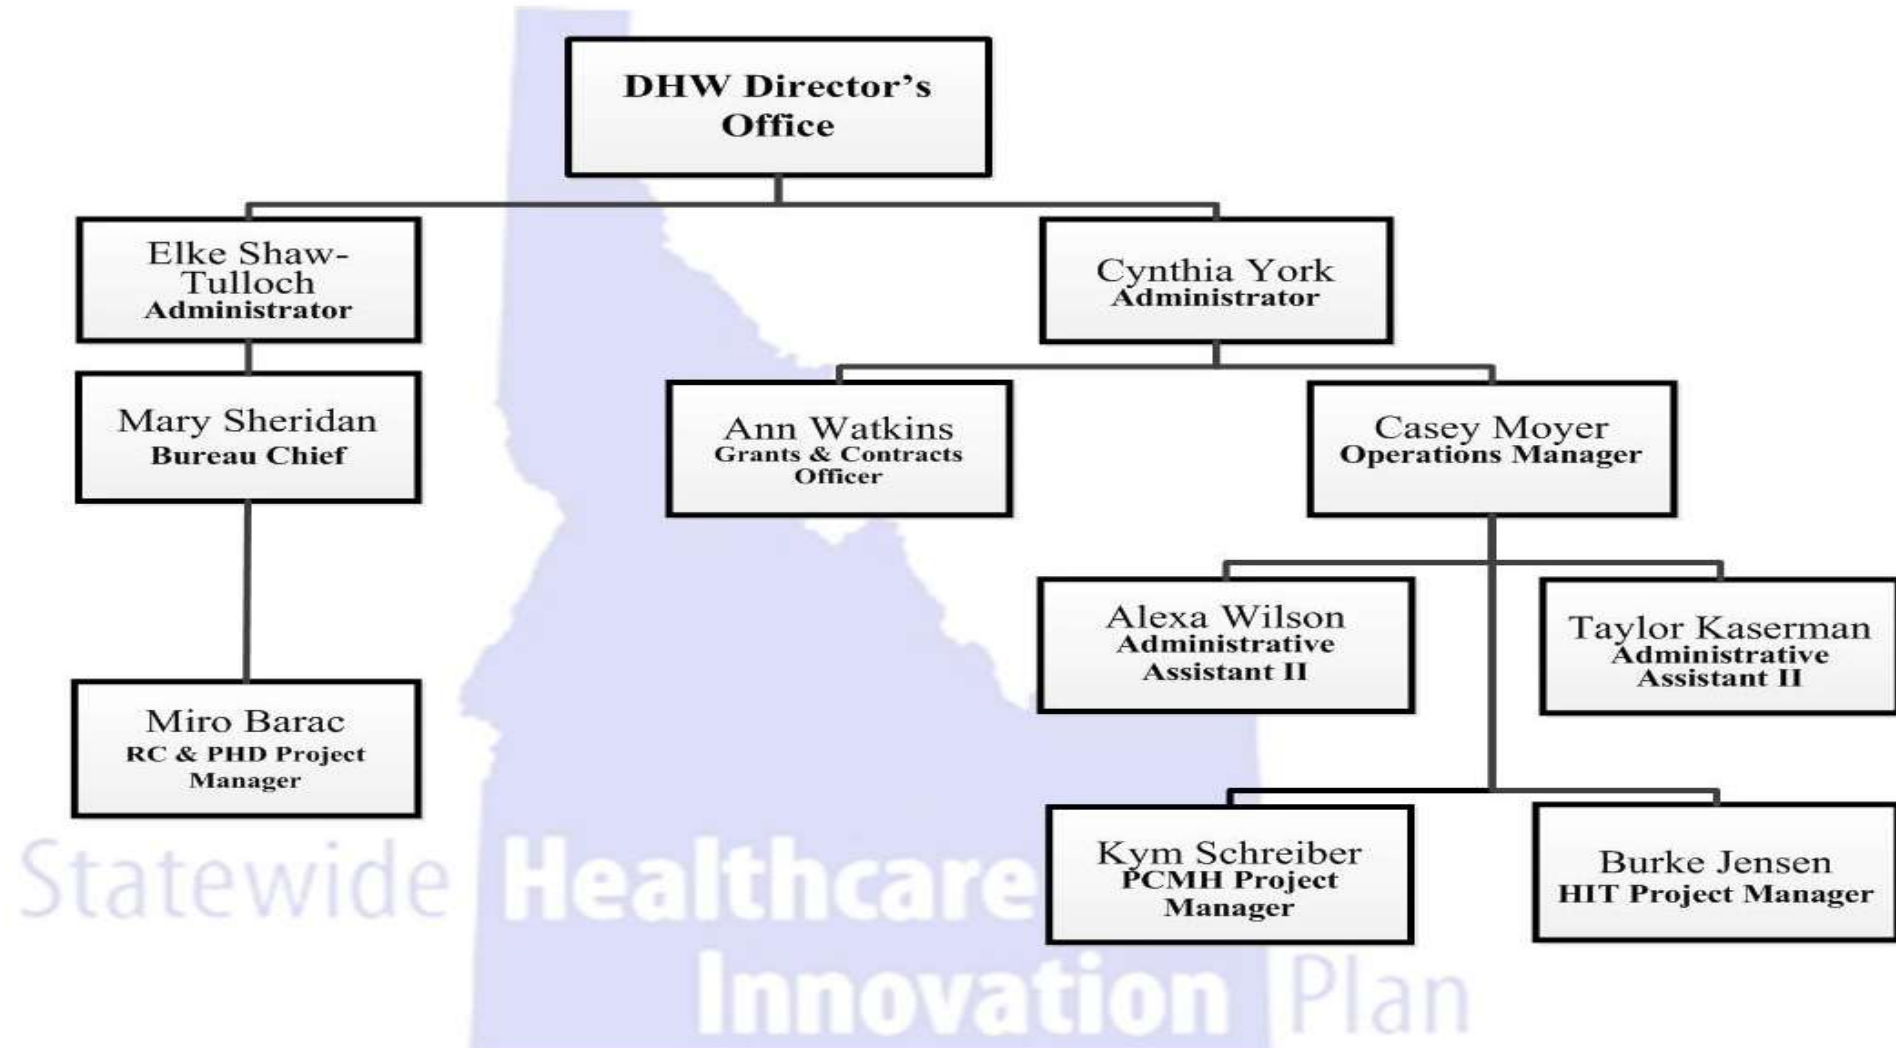 DHW Director’s
Office
Elke Shaw-
Tulloch
Administrator
Cynthia York
Administrator
Mary Sheridan
Bureau Chief
Ann Watkins
Grants & Contracts
Officer
Casey Moyer
Operations Manager
Alexa Wilson
Administrative
Assistant II
Taylor Kaserman
Administrative
Assistant II
Miro Barac
RC & PHD Project
Manager
Kym Schreiber
PCMH Project
Manager
Burke Jensen
HIT Project Manager
Statewide Healthcare
Innovation Plan